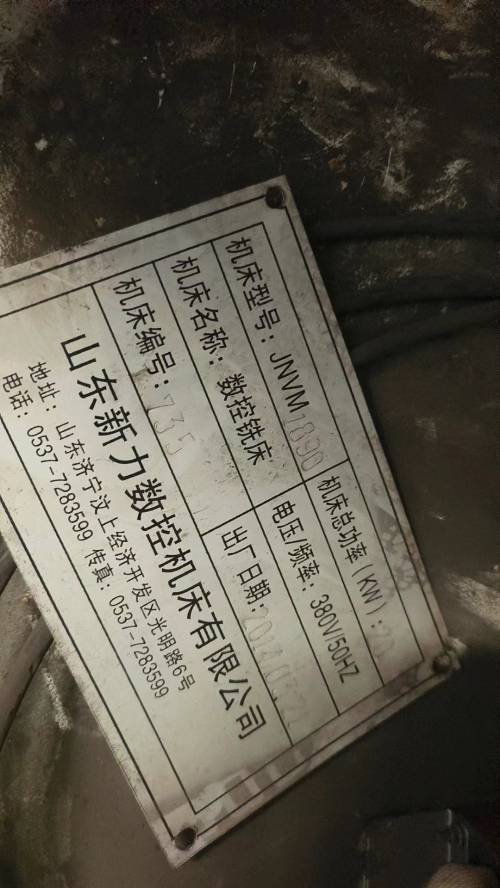 机床型号：JNVM 890
机床总功率(KW)：
机床名称：数控铣床
电压/频率：380V/50HZ
机床编号：735
出厂日期：
山东新力数控机床有限公司
地址：山东济宁汶上经济开发区光明路6号
电话：0537-7283599 传真：0537-7283599